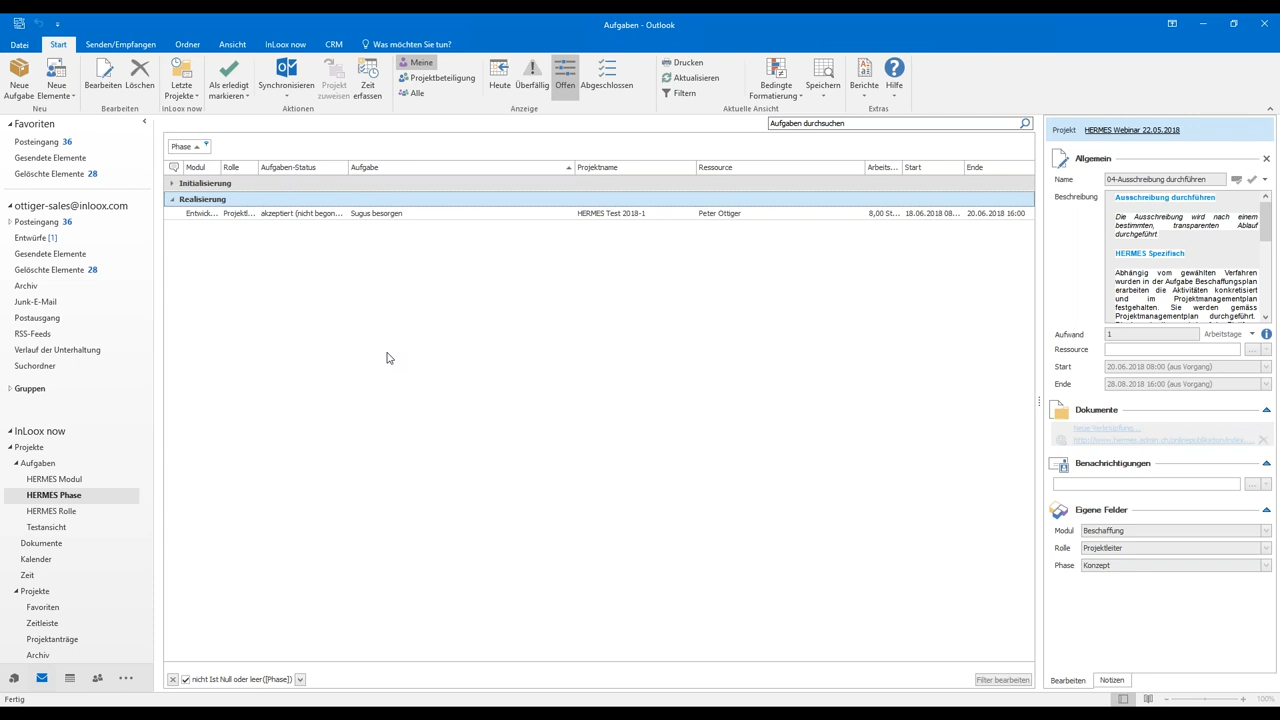 Aufgaben - Outlook
Datei
Start
Senden/Empfangen
Ordner
Ansicht
InLoox now
CRM
Was möchten Sie tun?
Neue Aufgabe
Neue Elemente
Bearbeiten
Löschen
Letzte Projekte
Als erledigt markieren
Synchronisieren
Projekt zuweisen
Zeit erfassen
Meine
Projektbeteiligung
Alle
Heute
Überfällig
Offen
Abgeschlossen
Drucken
Aktualisieren
Filtern
Bedingte Formatierung
Speichern
Berichte
Hilfe
Neu
Bearbeiten
InLoox now
Aktionen
Anzeige
Aktuelle Ansicht
Extras
Favoriten
Posteingang 36
Gesendete Elemente
Gelöschte Elemente 28
ottiger-sales@inloox.com
Posteingang 36
Entwürfe [1]
Gesendete Elemente
Gelöschte Elemente 28
Archiv
Junk-E-Mail
Postausgang
RSS-Feeds
Verlauf der Unterhaltung
Suchordner
Gruppen
InLoox now
Projekte
Aufgaben
HERMES Modul
HERMES Phase
HERMES Rolle
Testansicht
Dokumente
Kalender
Zeit
Projekte
Favoriten
Zeitleiste
Projektanträge
Archiv
Fertig
Aufgaben durchsuchen
Phase
Modul Rolle Aufgaben-Status Aufgabe Projektname Ressource Arbeits... Start Ende
Initialisierung
Realisierung
Entwick... Projektl... akzeptiert (nicht begon... Sugus besorgen HERMES Test 2018-1 Peter Ottiger 8,00 St... 18.06.2018 08:... 20.06.2018 16:00
nicht Ist Null oder leer([Phase])
Filter bearbeiten
Projekt HERMES Webinar 22.05.2018
Allgemein
Name 04-Ausschreibung durchführen
Beschreibung
Ausschreibung durchführen
Die Ausschreibung wird nach einem
bestimmten, transparenten Ablauf
durchgeführt.
HERMES Spezifisch
Abhängig vom gewählten Verfahren
wurden in der Aufgabe Beschaffungsplan
erarbeiten die Aktivitäten konkretisiert
und im Projektmanagementplan
festgehalten. Sie werden gemäss
Projektmanagementplan durchgeführt.
Aufwand 1 Arbeitstage
Ressource
Start 20.06.2018 08:00 (aus Vorgang)
Ende 28.08.2018 16:00 (aus Vorgang)
Dokumente
Neue Verknüpfung...
http://www.hermes.admin.ch/onlinepublikation/index....
Benachrichtigungen
Eigene Felder
Modul Beschaffung
Rolle Projektleiter
Phase Konzept
Bearbeiten
Notizen
100%